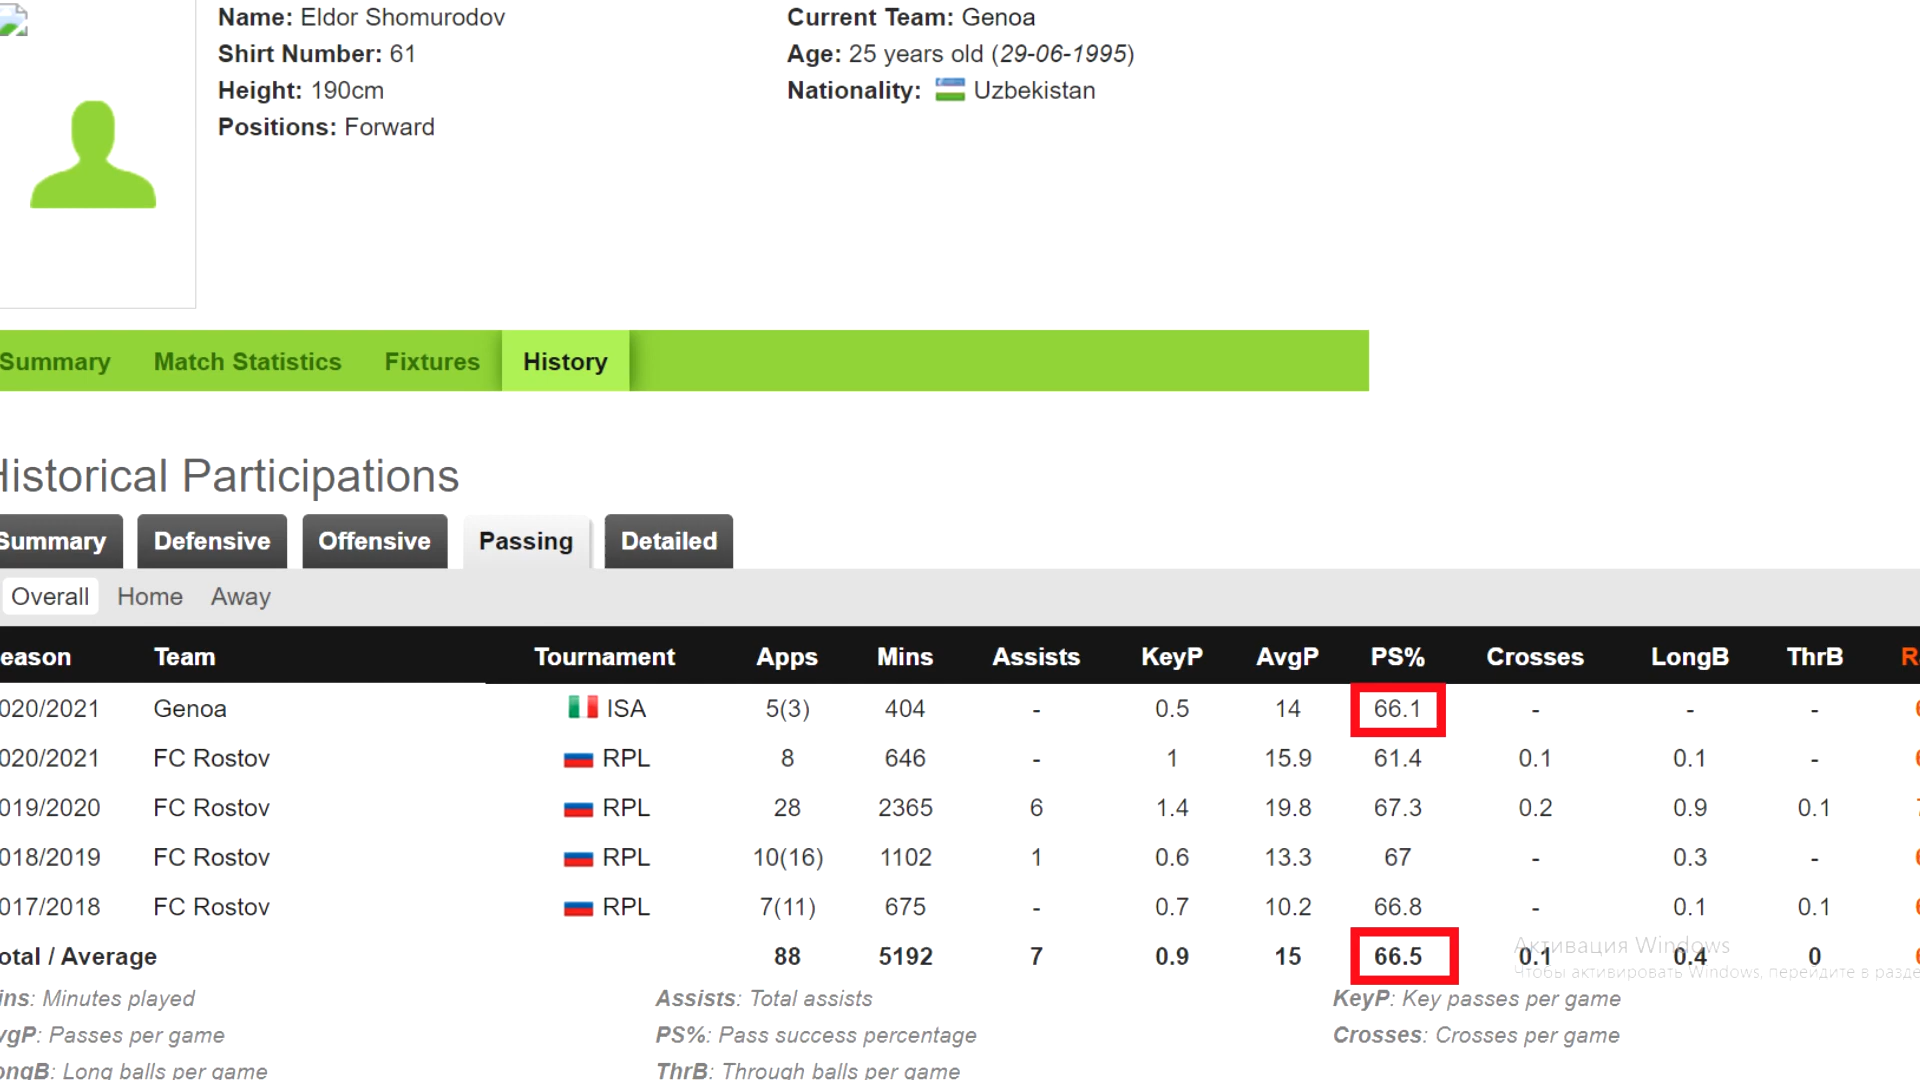 Name: Eldor Shomurodov
Current Team: Genoa
Shirt Number: 61
Age: 25 years old (29-06-1995)
Height: 190cm
Nationality: Uzbekistan
Positions: Forward
Summary Match Statistics Fixtures History
Historical Participations
Summary Defensive Offensive Passing Detailed
Overall Home Away
eason Team Tournament Apps Mins Assists KeyP AvgP PS% Crosses LongB ThrB R
020/2021 Genoa ISA 5(3) 404 - 0.5 14 66.1 - - -
020/2021 FC Rostov RPL 8 646 - 1 15.9 61.4 0.1 0.1 -
019/2020 FC Rostov RPL 28 2365 6 1.4 19.8 67.3 0.2 0.9 0.1
018/2019 FC Rostov RPL 10(16) 1102 1 0.6 13.3 67 - 0.3 -
017/2018 FC Rostov RPL 7(11) 675 - 0.7 10.2 66.8 - 0.1 0.1
otal / Average 88 5192 7 0.9 15 66.5 0.1 0.4 0
Активация Windows
Чтобы активировать Windows, перейдите в разде
ins: Minutes played Assists: Total assists KeyP: Key passes per game
vgP: Passes per game PS%: Pass success percentage Crosses: Crosses per game
ongB: Long balls per game ThrB: Through balls per game